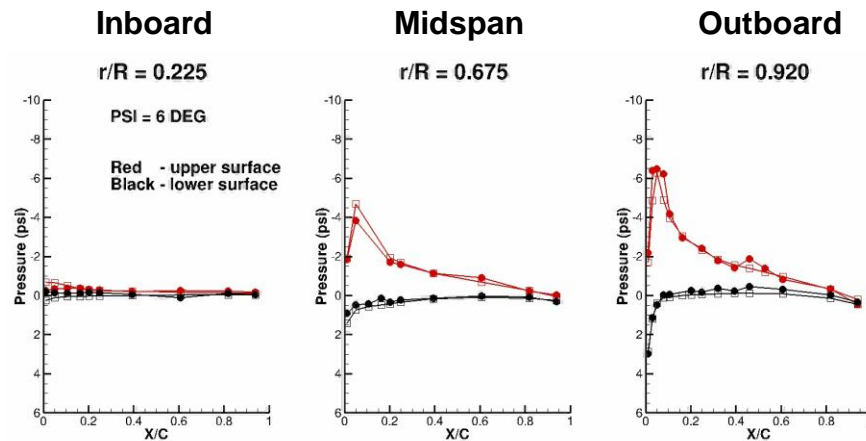 Inboard
Midspan
Outboard
r/R = 0.225
r/R = 0.675
r/R = 0.920
PSI = 6 DEG
Red - upper surface
Black - lower surface
Pressure (psi)
-10
-8
-6
-4
-2
0
2
4
6
0 0.2 0.4 0.6 0.8 1
X/C
Pressure (psi)
-10
-8
-6
-4
-2
0
2
4
6
0 0.2 0.4 0.6 0.8 1
X/C
Pressure (psi)
-10
-8
-6
-4
-2
0
2
4
6
0 0.2 0.4 0.6 0.8
X/C